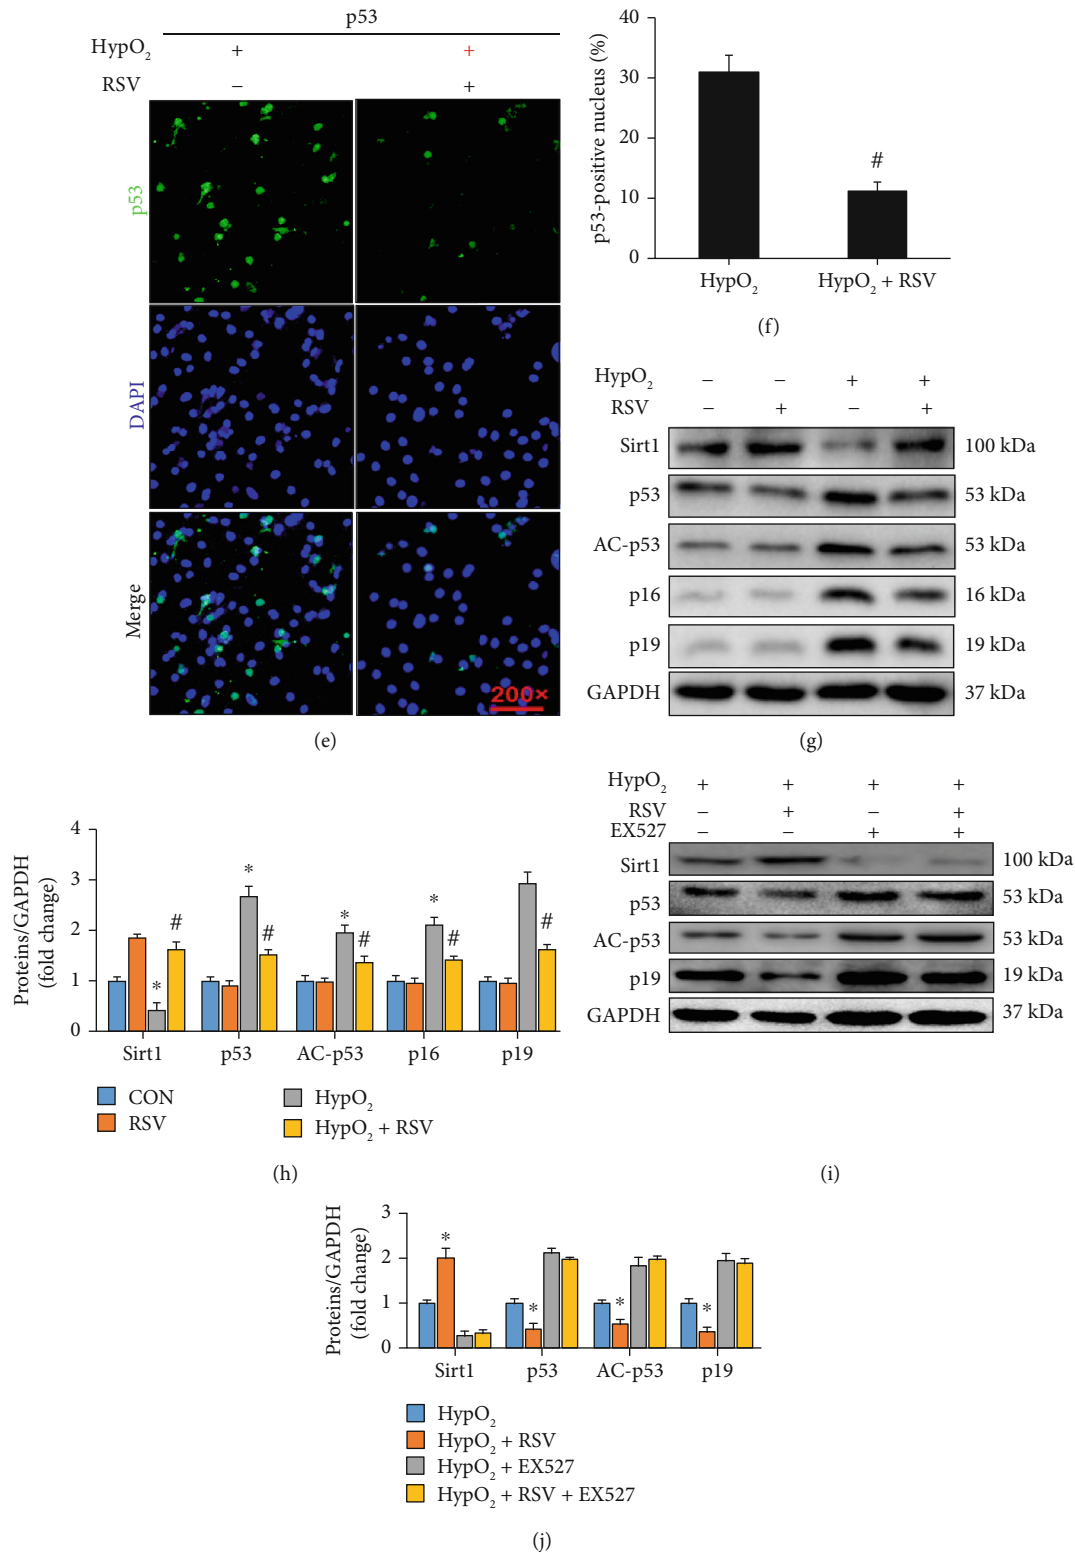 p53
HypO2 + +
RSV − +
p53
DAPI
Merge
200×
(e)
p53-positive nucleus (%)
40
30
20
10
0
#
HypO2 HypO2 + RSV
(f)
HypO2 − − + +
RSV − + − +
Sirt1 100 kDa
p53 53 kDa
AC-p53 53 kDa
p16 16 kDa
p19 19 kDa
GAPDH 37 kDa
(g)
Proteins/GAPDH
(fold change)
4
3
2
1
0
* # * # * # * # #
Sirt1 p53 AC-p53 p16 p19
CON
RSV
HypO2
HypO2 + RSV
(h)
HypO2 + + + +
RSV − + − +
EX527 − − + +
Sirt1 100 kDa
p53 53 kDa
AC-p53 53 kDa
p19 19 kDa
GAPDH 37 kDa
(i)
Proteins/GAPDH
(fold change)
3
2
1
0
* * * *
Sirt1 p53 AC-p53 p19
HypO2
HypO2 + RSV
HypO2 + EX527
HypO2 + RSV + EX527
(j)